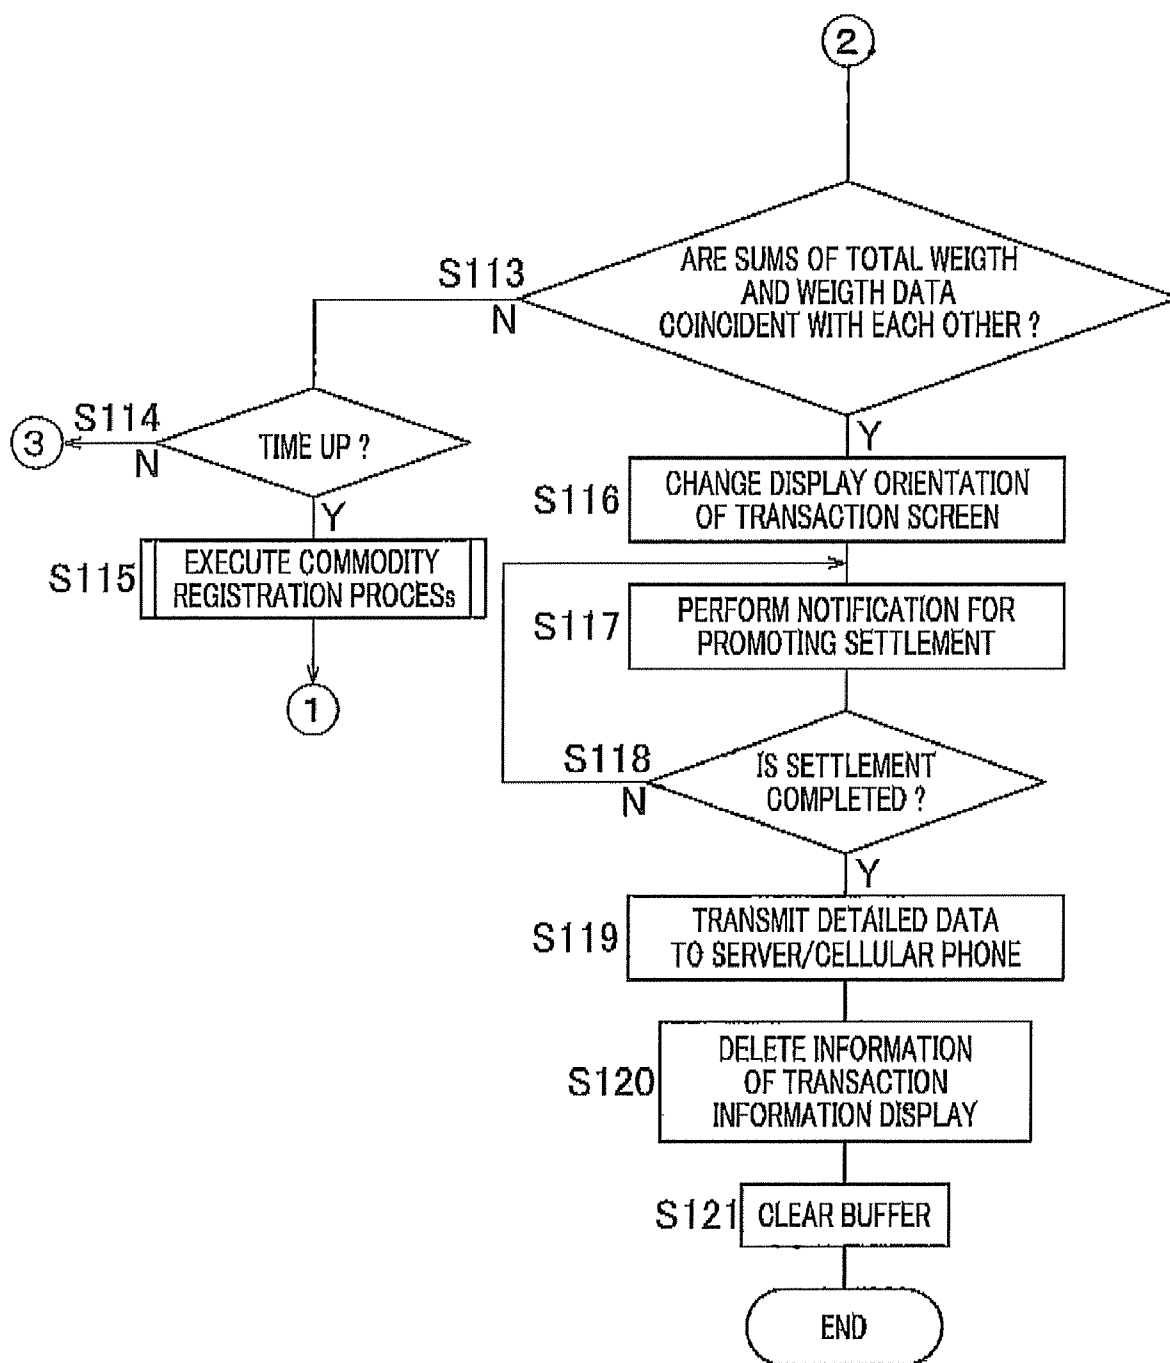 2
ARE SUMS OF TOTAL WEIGTH
AND WEIGTH DATA
COINCIDENT WITH EACH OTHER ?
S113
N
Y
S114
TIME UP ?
3
N
Y
S115
EXECUTE COMMODITY
REGISTRATION PROCESs
1
S116
CHANGE DISPLAY ORIENTATION
OF TRANSACTION SCREEN
S117
PERFORM NOTIFICATION FOR
PROMOTING SETTLEMENT
S118
IS SETTLEMENT
COMPLETED ?
N
Y
S119
TRANSMIT DETAILED DATA
TO SERVER/CELLULAR PHONE
S120
DELETE INFORMATION
OF TRANSACTION
INFORMATION DISPLAY
S121
CLEAR BUFFER
END